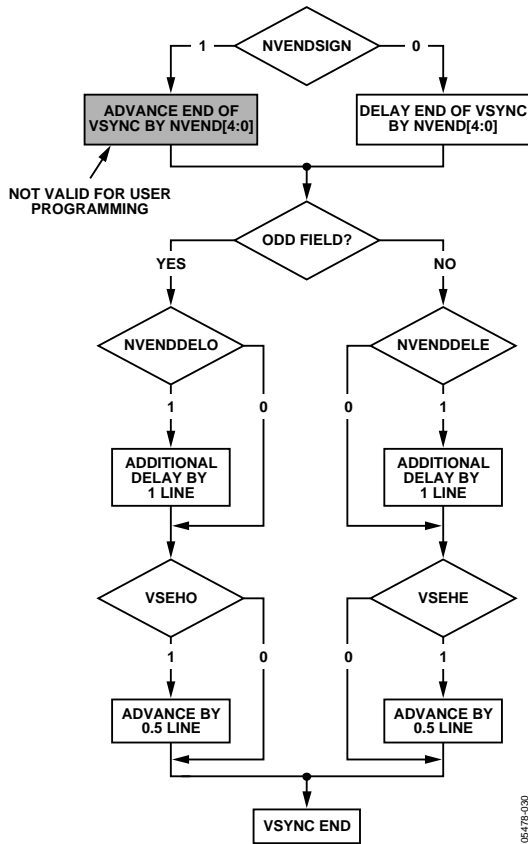 NVENDSIGN
1
0
ADVANCE END OF
VSYNC BY NVEND[4:0]
DELAY END OF VSYNC
BY NVEND[4:0]
NOT VALID FOR USER
PROGRAMMING
ODD FIELD?
YES
NO
NVENDDELO
NVENDDELE
1
0
0
1
ADDITIONAL
DELAY BY
1 LINE
ADDITIONAL
DELAY BY
1 LINE
VSEHO
VSEHE
1
0
0
1
ADVANCE BY
0.5 LINE
ADVANCE BY
0.5 LINE
VSYNC END
05478-030